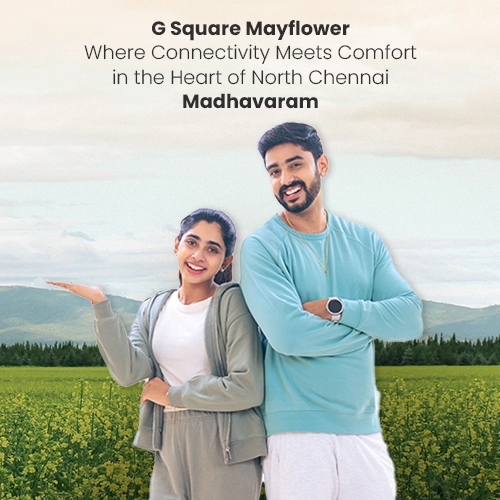 G Square Mayflower
Where Connectivity Meets Comfort
in the Heart of North Chennai
Madhavaram